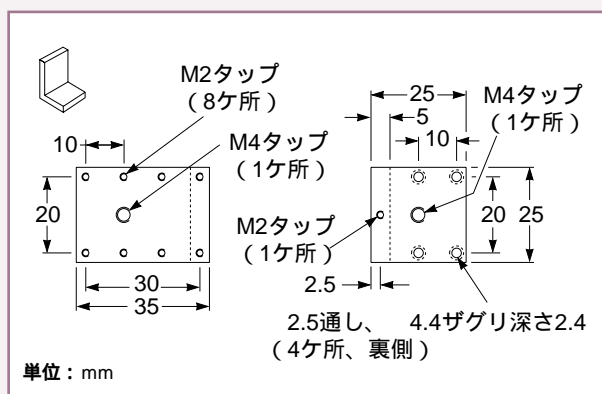 M2タップ
（8ケ所）
10
M4タップ
（1ケ所）
20
30
35
25
5
M4タップ
（1ケ所）
10
M2タップ
（1ケ所）
20
25
2.5
2.5通し、 4.4ザグリ深さ2.4
（4ケ所、裏側）
単位：mm